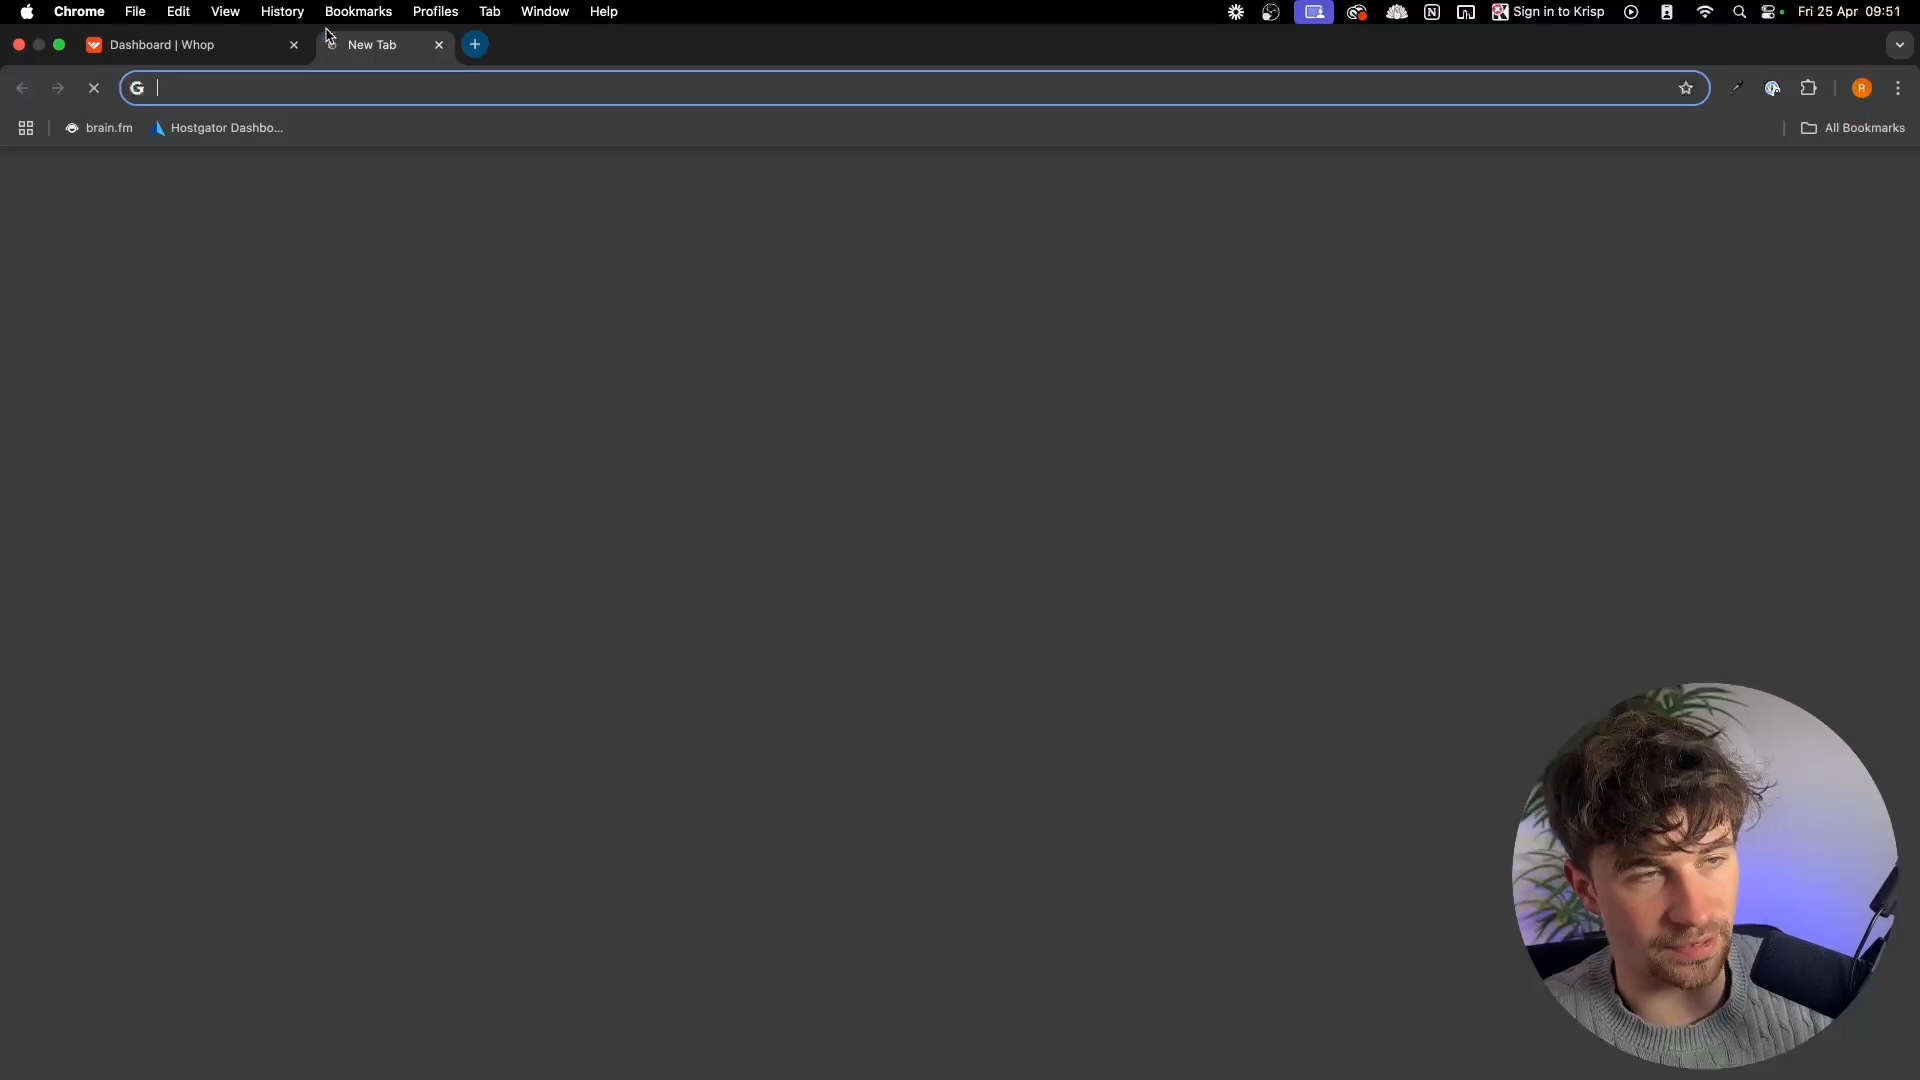 Chrome File Edit View History Bookmarks Profiles Tab Window Help Sign in to Krisp Fri 25 Apr 09:51
Dashboard | Whop New Tab
G
brain.fm Hostgator Dashbo... All Bookmarks
R